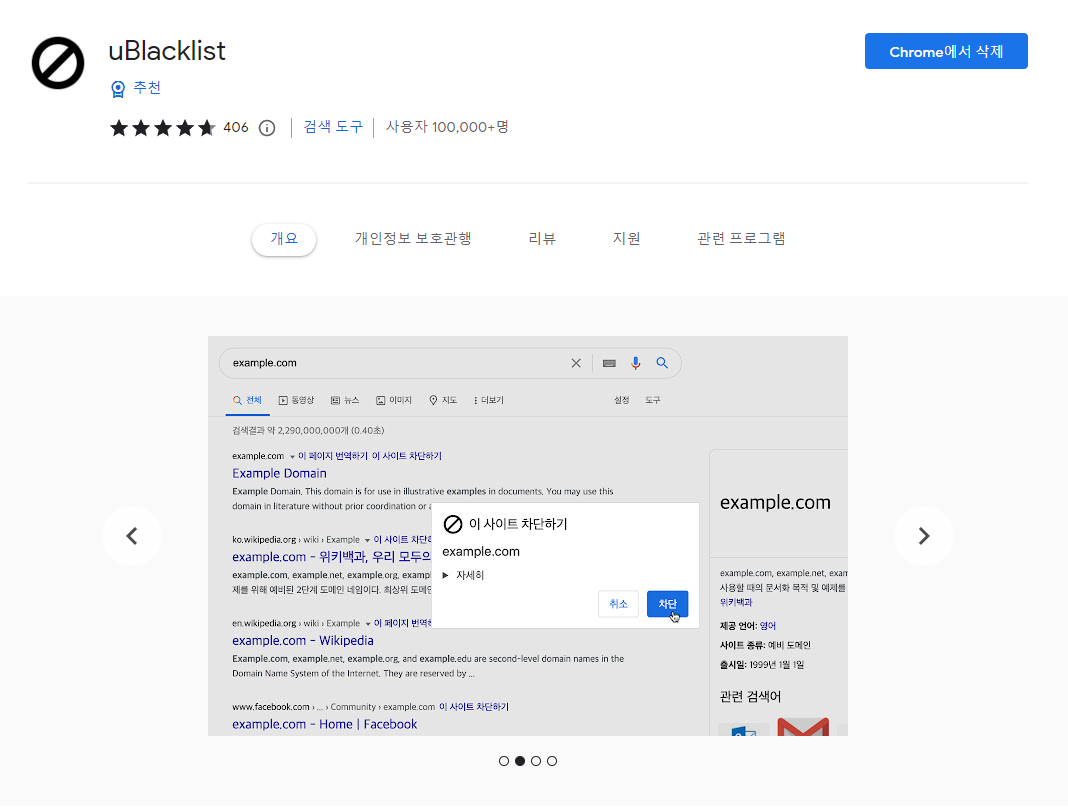 uBlacklist
Chrome에서 삭제
추천
406
검색 도구
사용자 100,000+명
개요
개인정보 보호관행
리뷰
지원
관련 프로그램
example.com
전체
동영상
뉴스
이미지
지도
더보기
설정
도구
검색결과 약 2,290,000,000개 (0.40초)
example.com 이 페이지 번역하기 이 사이트 차단하기
Example Domain
Example Domain. This domain is for use in illustrative examples in documents. You may use this
domain in literature without prior coordination or a
ko.wikipedia.org › wiki › Example 이 사이트 차단하
example.com - 위키백과, 우리 모두의
example.com, example.net, example.org, exampl
제를 위해 예비된 2단계 도메인 네임이다. 최상위 도메인
en.wikipedia.org › wiki › Example 이 페이지 번역하
example.com - Wikipedia
Example.com, example.net, example.org, and example.edu are second-level domain names in the
Domain Name System of the Internet. They are reserved by ...
www.facebook.com › ... › Community › example.com 이 사이트 차단하기
example.com - Home | Facebook
이 사이트 차단하기
example.com
자세히
취소
차단
example.com
example.com, example.net, exam
사용할 때의 문서화 목적 및 예제를
위키백과
제공 언어: 영어
사이트 종류: 예비 도메인
출시일: 1999년 1월 1일
관련 검색어